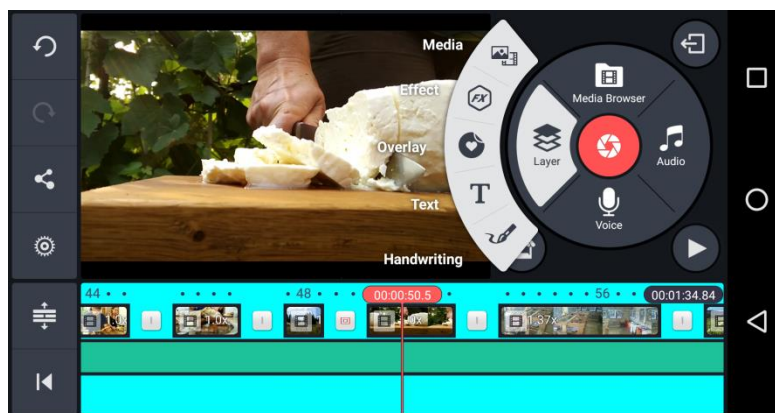 Media
Effect
FX
Overlay
Text
T
Handwriting
Media Browser
Layer
Audio
Voice
44
48
00:00:50.5
56
00:01:34.84
1.0x
1.37x